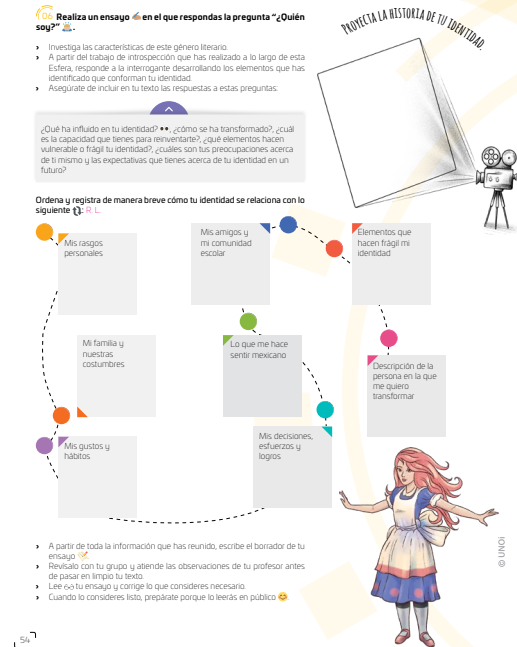 06 Realiza un ensayo en el que respondas la pregunta "¿Quién
soy?" .
› Investiga las características de este género literario.
› A partir del trabajo de introspección que has realizado a lo largo de esta
Esfera, responde a la interrogante desarrollando los elementos que has
identificado que conforman tu identidad.
› Asegúrate de incluir en tu texto las respuestas a estas preguntas:
PROYECTA LA HISTORIA DE TU IDENTIDAD.
¿Qué ha influido en tu identidad? , ¿cómo se ha transformado?, ¿cuál
es la capacidad que tienes para reinventarte?, ¿qué elementos hacen
vulnerable o frágil tu identidad?, ¿cuáles son tus preocupaciones acerca
de ti mismo y las expectativas que tienes acerca de tu identidad en un
futuro?
Ordena y registra de manera breve cómo tu identidad se relaciona con lo
siguiente : R. L.
Mis rasgos
personales
Mis amigos y
mi comunidad
escolar
Elementos que
hacen frágil mi
identidad
Mi familia y
nuestras
costumbres
Lo que me hace
sentir mexicano
Descripción de la
persona en la que
me quiero
transformar
Mis gustos y
hábitos
Mis decisiones,
esfuerzos y
logros
› A partir de toda la información que has reunido, escribe el borrador de tu
ensayo .
› Revísalo con tu grupo y atiende las observaciones de tu profesor antes
de pasar en limpio tu texto.
› Lee tu ensayo y corrige lo que consideres necesario.
› Cuando lo consideres listo, prepárate porque lo leerás en público .
© UNOi
54